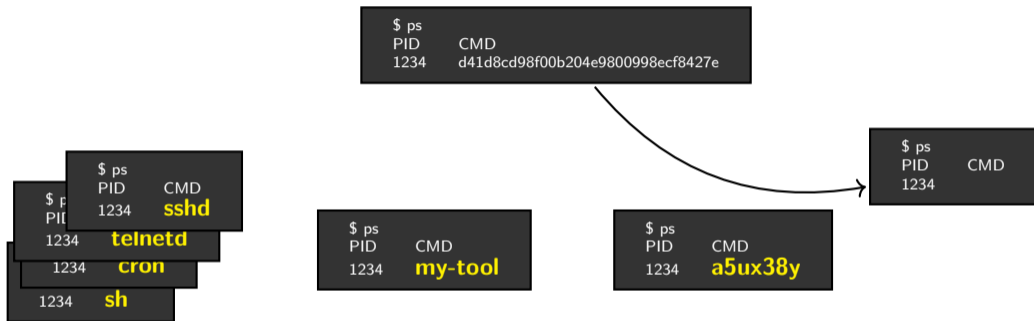 $ ps
PID CMD
1234 d41d8cd98f00b204e9800998ecf8427e
$ ps
PID CMD
1234
$ ps
PID CMD
1234 sshd
$ p
PID
1234 telnetd
1234 cron
1234 sh
$ ps
PID CMD
1234 my-tool
$ ps
PID CMD
1234 a5ux38y